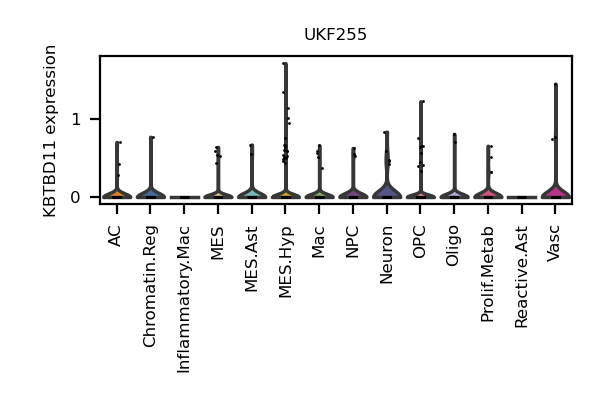 UKF255
KBTBD11 expression
1
0
AC
Chromatin.Reg
Inflammatory.Mac
MES
MES.Ast
MES.Hyp
Mac
NPC
Neuron
OPC
Oligo
Prolif.Metab
Reactive.Ast
Vasc